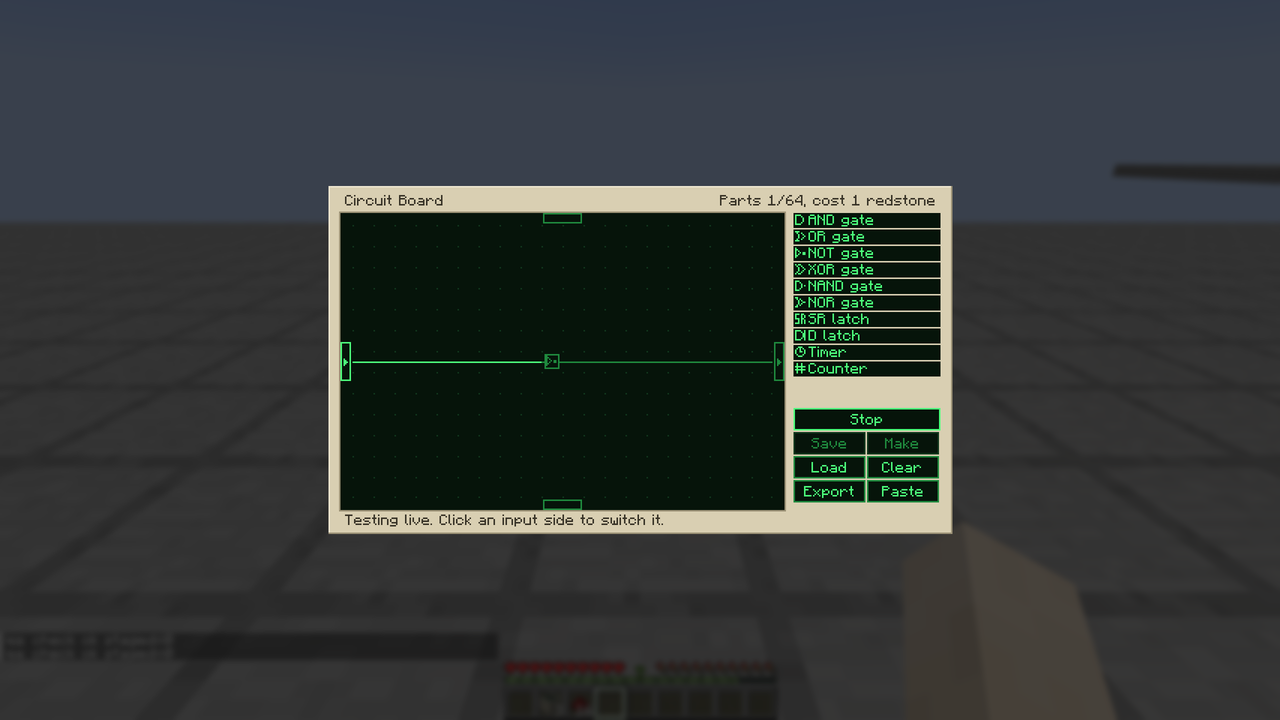 Circuit Board
Parts 1/64, cost 1 redstone
AND gate
OR gate
NOT gate
XOR gate
NAND gate
NOR gate
SR SR latch
D D latch
Timer
# Counter
Stop
Save Make
Load Clear
Export Paste
Testing live. Click an input side to switch it.